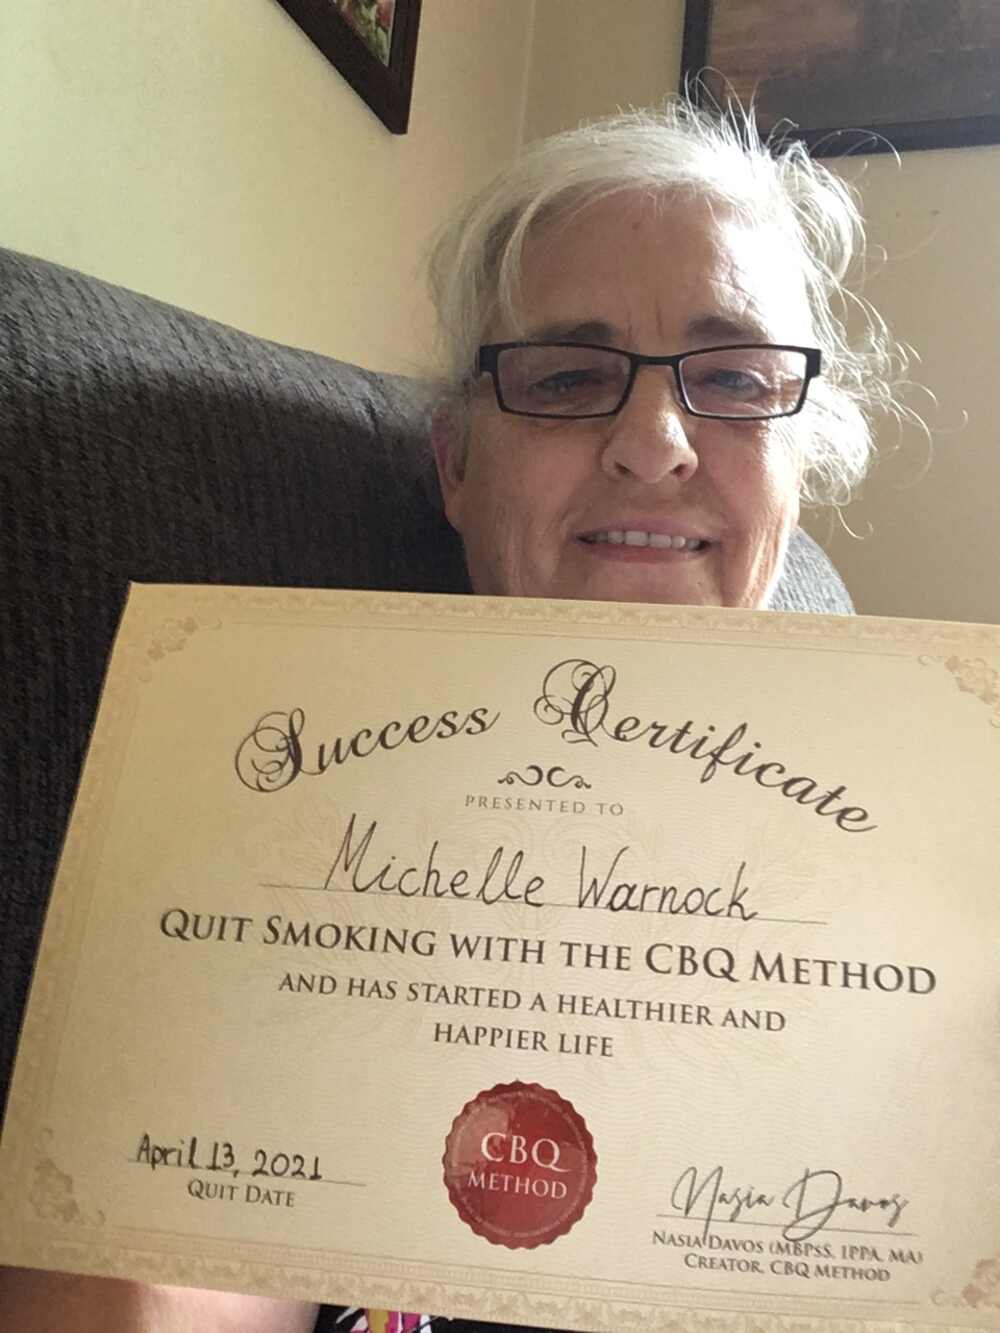 Success Certificate
PRESENTED TO
Michelle Warnock
QUIT SMOKING WITH THE CBQ METHOD
AND HAS STARTED A HEALTHIER AND
HAPPIER LIFE
April 13, 2021
QUIT DATE
CBQ
METHOD
Nasia Davos
NASIA DAVOS (MBPSS, IPPA, MA)
CREATOR, CBQ METHOD